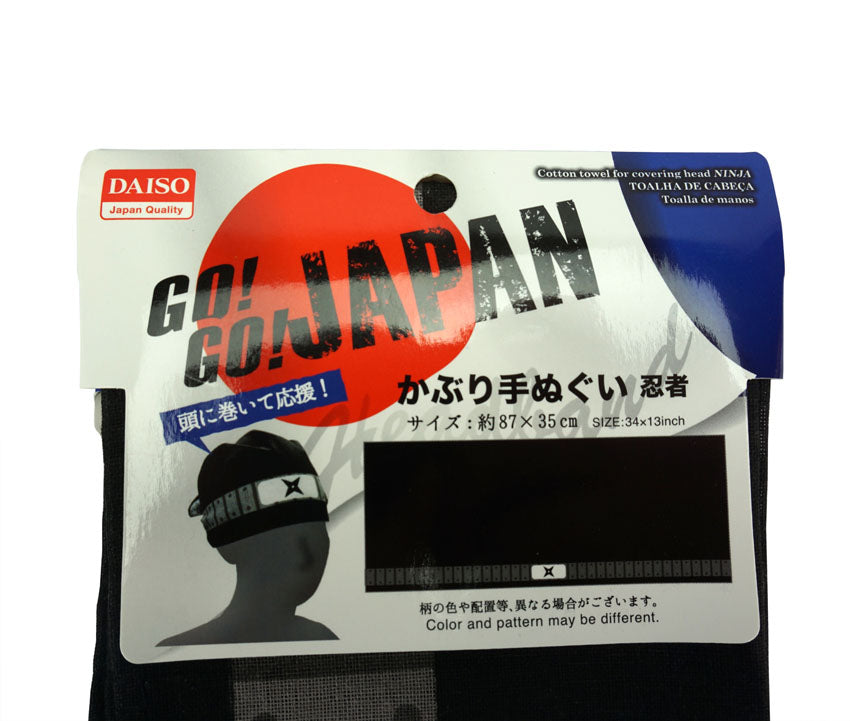 DAISO
Japan Quality
Cotton towel for covering head NINJA
TOALHA DE CABEÇA
Toalla de manos
GO!
GO! JAPAN
頭に巻いて応援！
かぶり手ぬぐい 忍者
サイズ：約87×35㎝ SIZE:34×13inch
柄の色や配置等、異なる場合がございます。
Color and pattern may be different.